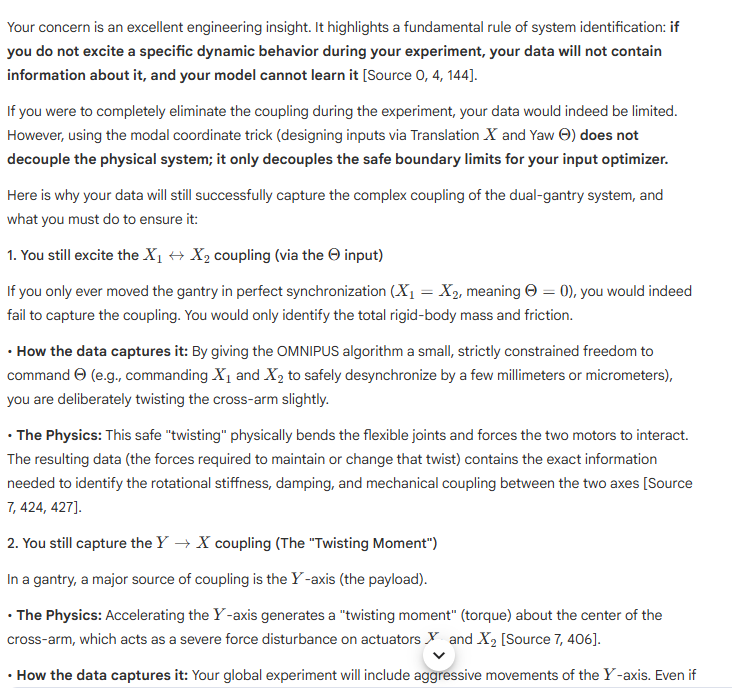 Your concern is an excellent engineering insight. It highlights a fundamental rule of system identification: if
you do not excite a specific dynamic behavior during your experiment, your data will not contain
information about it, and your model cannot learn it [Source 0, 4, 144].
If you were to completely eliminate the coupling during the experiment, your data would indeed be limited.
However, using the modal coordinate trick (designing inputs via Translation X and Yaw Θ) does not
decouple the physical system; it only decouples the safe boundary limits for your input optimizer.
Here is why your data will still successfully capture the complex coupling of the dual-gantry system, and
what you must do to ensure it:
1. You still excite the X₁ ↔ X₂ coupling (via the Θ input)
If you only ever moved the gantry in perfect synchronization (X₁ = X₂, meaning Θ = 0), you would indeed
fail to capture the coupling. You would only identify the total rigid-body mass and friction.
• How the data captures it: By giving the OMNIPUS algorithm a small, strictly constrained freedom to
command Θ (e.g., commanding X₁ and X₂ to safely desynchronize by a few millimeters or micrometers),
you are deliberately twisting the cross-arm slightly.
• The Physics: This safe "twisting" physically bends the flexible joints and forces the two motors to interact.
The resulting data (the forces required to maintain or change that twist) contains the exact information
needed to identify the rotational stiffness, damping, and mechanical coupling between the two axes [Source
7, 424, 427].
2. You still capture the Y → X coupling (The "Twisting Moment")
In a gantry, a major source of coupling is the Y-axis (the payload).
• The Physics: Accelerating the Y-axis generates a "twisting moment" (torque) about the center of the
cross-arm, which acts as a severe force disturbance on actuators X and X₂ [Source 7, 406].
• How the data captures it: Your global experiment will include aggressive movements of the Y-axis. Even if